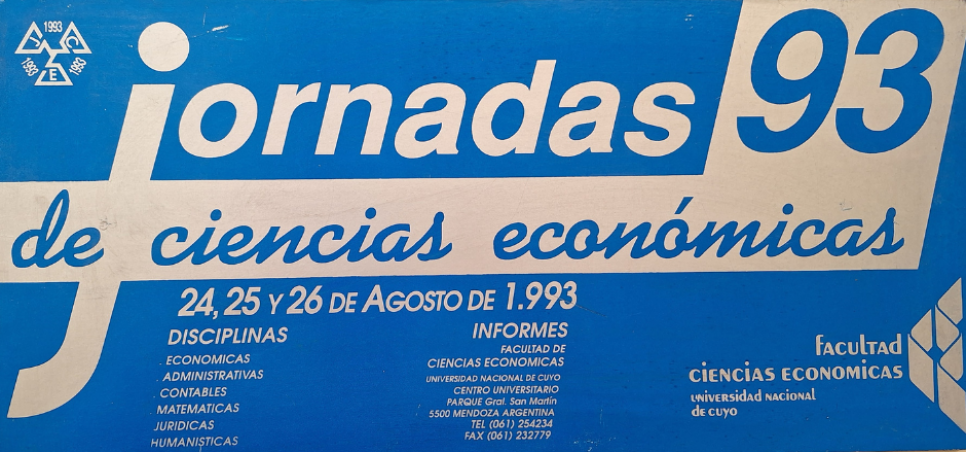 1993
J C
1993 E 1993
jornadas 93
de ciencias económicas
24, 25 Y 26 DE AGOSTO DE 1.993
DISCIPLINAS
. ECONOMICAS
. ADMINISTRATIVAS
. CONTABLES
MATEMATICAS
JURIDICAS
HUMANISTICAS
INFORMES
FACULTAD DE
CIENCIAS ECONOMICAS
UNIVERSIDAD NACIONAL DE CUYO
CENTRO UNIVERSITARIO
PARQUE Gral. San Martín
5500 MENDOZA ARGENTINA
TEL (061) 254234
FAX (061) 232779
facultad
ciencias economicas
universidad nacional
de cuyo